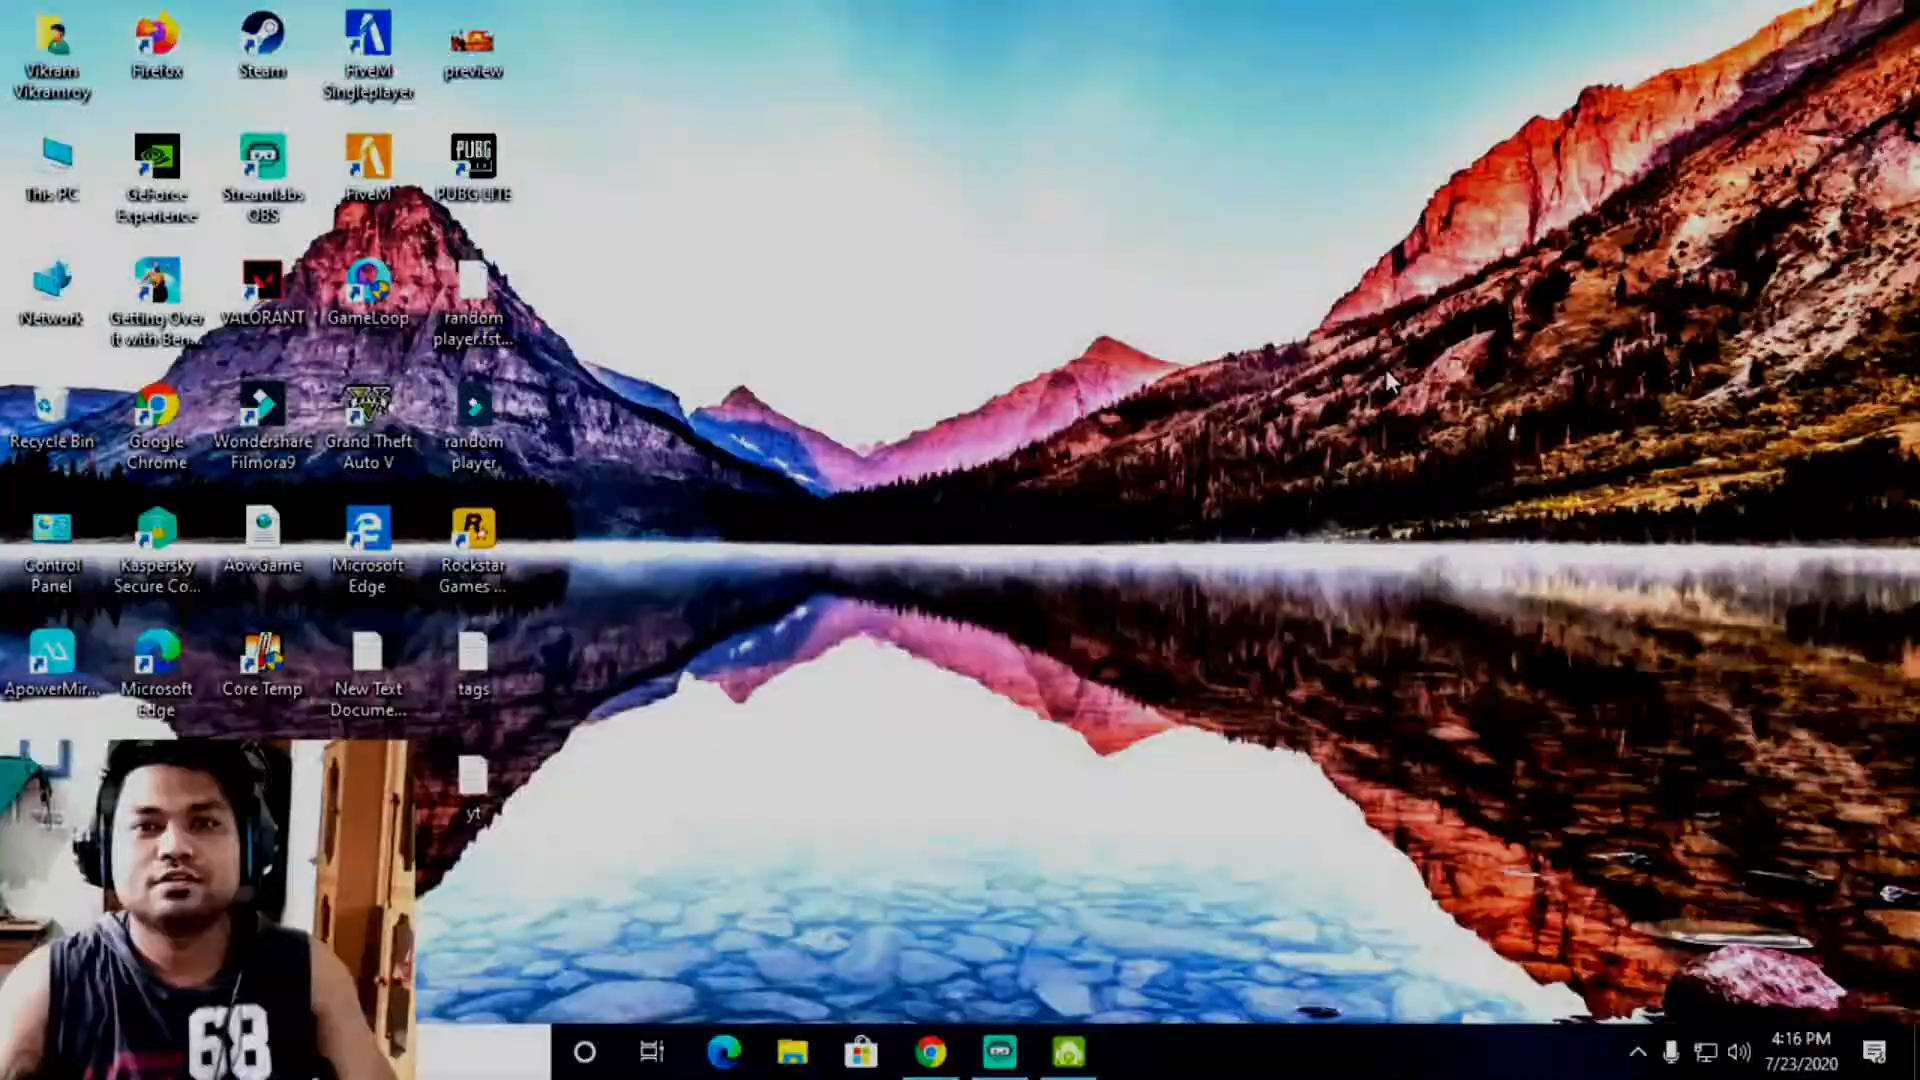 Vikram
Vikramroy
Firefox
Steam
FiveM
Singleplayer
preview
This PC
GeForce
Experience
Streamlabs
OBS
FiveM
PUBG
PUBG LITE
Network
Getting Over
it with Ben...
VALORANT
GameLoop
random
player.fst...
Recycle Bin
Google
Chrome
Wondershare
Filmora9
Grand Theft
Auto V
random
player
Control
Panel
Kaspersky
Secure Co...
AowGame
Microsoft
Edge
Rockstar
Games ...
ApowerMir...
Microsoft
Edge
Core Temp
New Text
Docume...
tags
yt
68
4:16 PM
7/23/2020